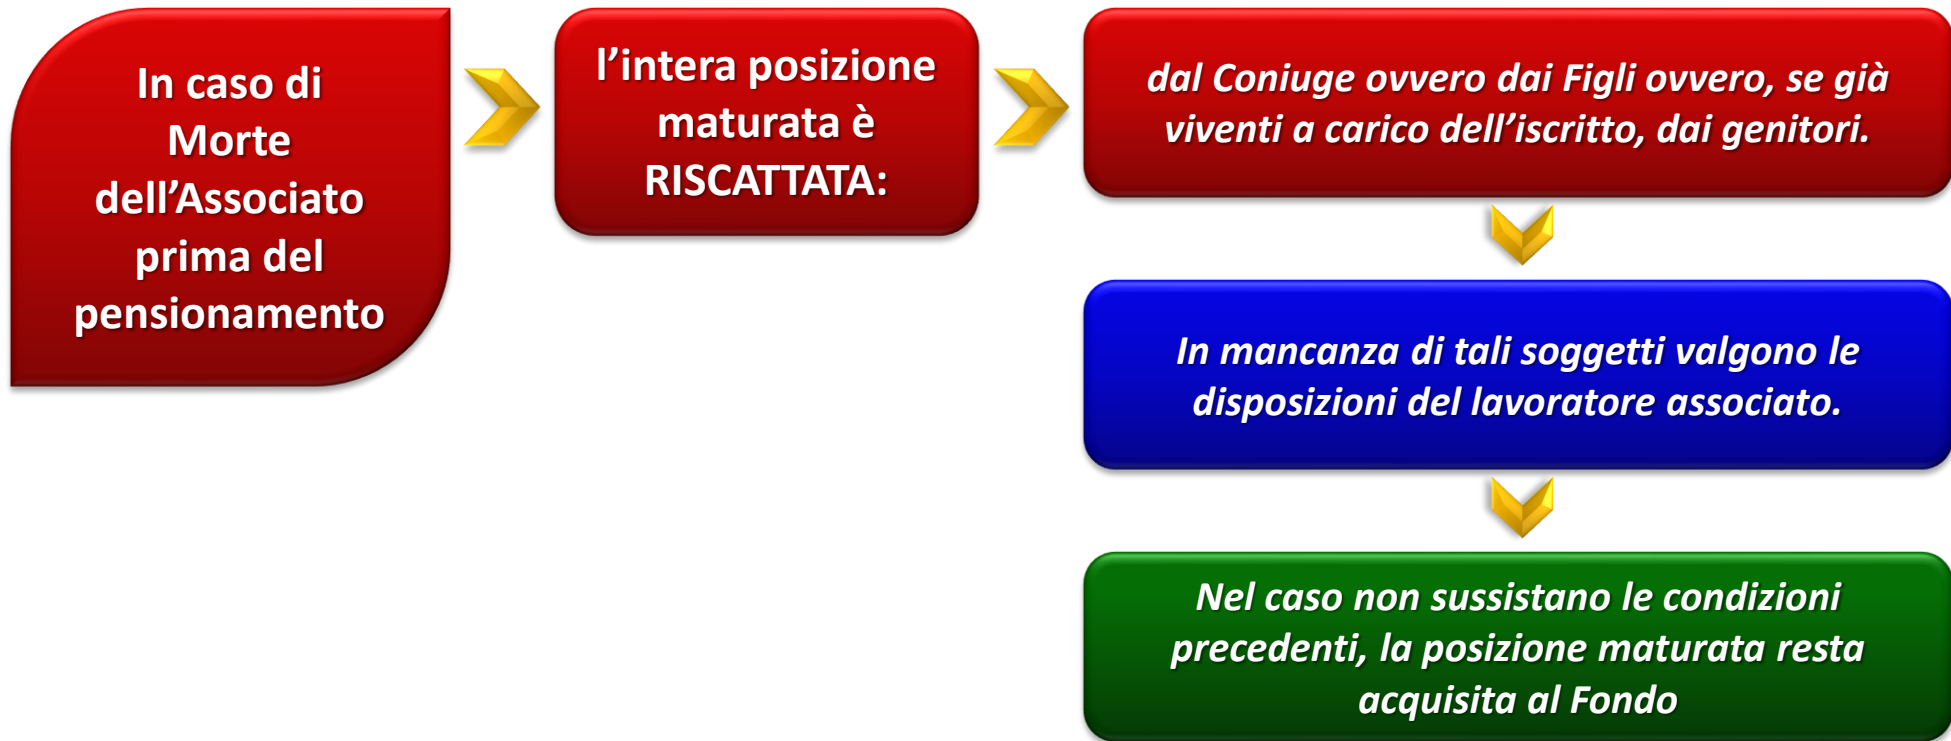 In caso di
Morte
dell'Associato
prima del
pensionamento
l'intera posizione
maturata è
RISCATTATA:
dal Coniuge ovvero dai Figli ovvero, se già
viventi a carico dell'iscritto, dai genitori.
In mancanza di tali soggetti valgono le
disposizioni del lavoratore associato.
Nel caso non sussistano le condizioni
precedenti, la posizione maturata resta
acquisita al Fondo